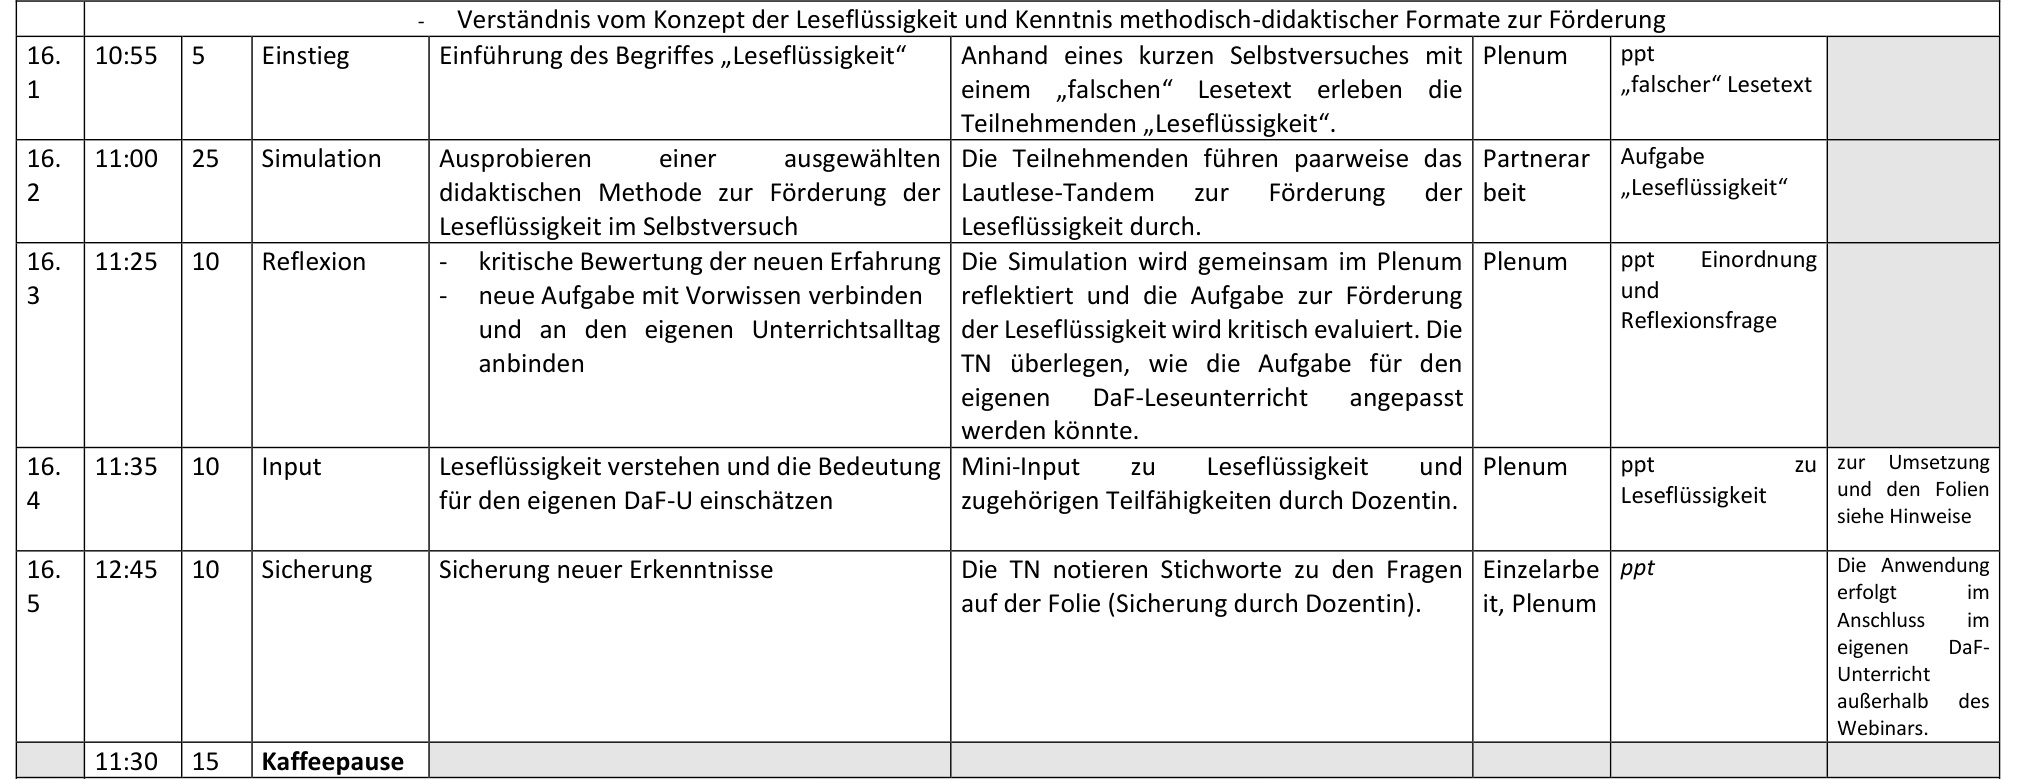 - Verständnis vom Konzept der Leseflüssigkeit und Kenntnis methodisch-didaktischer Formate zur Förderung
16.
1
10:55
5
Einstieg
Einführung des Begriffes „Leseflüssigkeit“
Anhand eines kurzen Selbstversuches mit
einem „falschen“ Lesetext erleben die
Teilnehmenden „Leseflüssigkeit“.
Plenum
ppt
„falscher“ Lesetext
16.
2
11:00
25
Simulation
Ausprobieren einer ausgewählten
didaktischen Methode zur Förderung der
Leseflüssigkeit im Selbstversuch
Die Teilnehmenden führen paarweise das
Lautlese-Tandem zur Förderung der
Leseflüssigkeit durch.
Partnerar
beit
Aufgabe
„Leseflüssigkeit“
16.
3
11:25
10
Reflexion
- kritische Bewertung der neuen Erfahrung
- neue Aufgabe mit Vorwissen verbinden
und an den eigenen Unterrichtsalltag
anbinden
Die Simulation wird gemeinsam im Plenum
reflektiert und die Aufgabe zur Förderung
der Leseflüssigkeit wird kritisch evaluiert. Die
TN überlegen, wie die Aufgabe für den
eigenen DaF-Leseunterricht angepasst
werden könnte.
Plenum
ppt Einordnung
und
Reflexionsfrage
16.
4
11:35
10
Input
Leseflüssigkeit verstehen und die Bedeutung
für den eigenen DaF-U einschätzen
Mini-Input zu Leseflüssigkeit und
zugehörigen Teilfähigkeiten durch Dozentin.
Plenum
ppt zu
Leseflüssigkeit
zur Umsetzung
und den Folien
siehe Hinweise
16.
5
12:45
10
Sicherung
Sicherung neuer Erkenntnisse
Die TN notieren Stichworte zu den Fragen
auf der Folie (Sicherung durch Dozentin).
Einzelarbe
it, Plenum
ppt
Die Anwendung
erfolgt im
Anschluss im
eigenen DaF-
Unterricht
außerhalb des
Webinars.
11:30
15
Kaffeepause